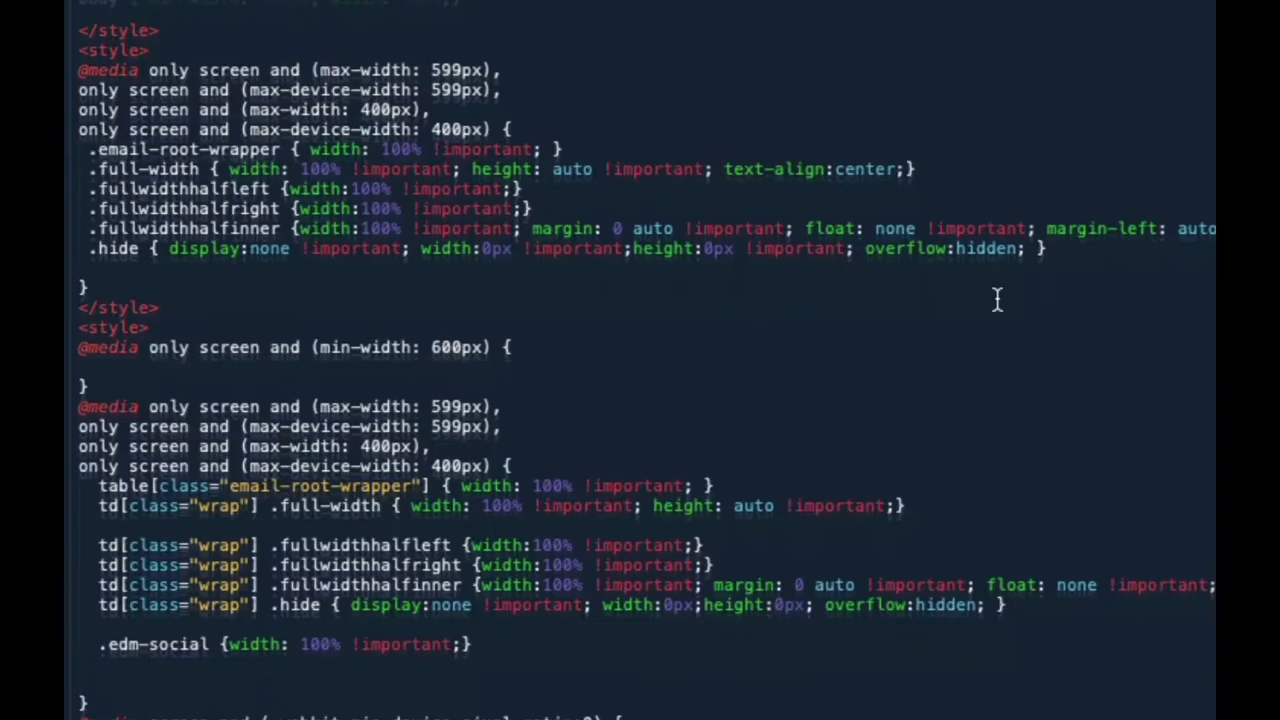 </style>
<style>
@media only screen and (max-width: 599px),
only screen and (max-device-width: 599px),
only screen and (max-width: 400px),
only screen and (max-device-width: 400px) {
.email-root-wrapper { width: 100% !important; }
.full-width { width: 100% !important; height: auto !important; text-align:center;}
.fullwidthhalfleft {width:100% !important;}
.fullwidthhalfright {width:100% !important;}
.fullwidthhalfinner {width:100% !important; margin: 0 auto !important; float: none !important; margin-left: auto
.hide { display:none !important; width:0px !important;height:0px !important; overflow:hidden; }
}
</style>
<style>
@media only screen and (min-width: 600px) {
}
@media only screen and (max-width: 599px),
only screen and (max-device-width: 599px),
only screen and (max-width: 400px),
only screen and (max-device-width: 400px) {
table[class="email-root-wrapper"] { width: 100% !important; }
td[class="wrap"] .full-width { width: 100% !important; height: auto !important;}
td[class="wrap"] .fullwidthhalfleft {width:100% !important;}
td[class="wrap"] .fullwidthhalfright {width:100% !important;}
td[class="wrap"] .fullwidthhalfinner {width:100% !important; margin: 0 auto !important; float: none !important;
td[class="wrap"] .hide { display:none !important; width:0px;height:0px; overflow:hidden; }
.edm-social {width: 100% !important;}
}